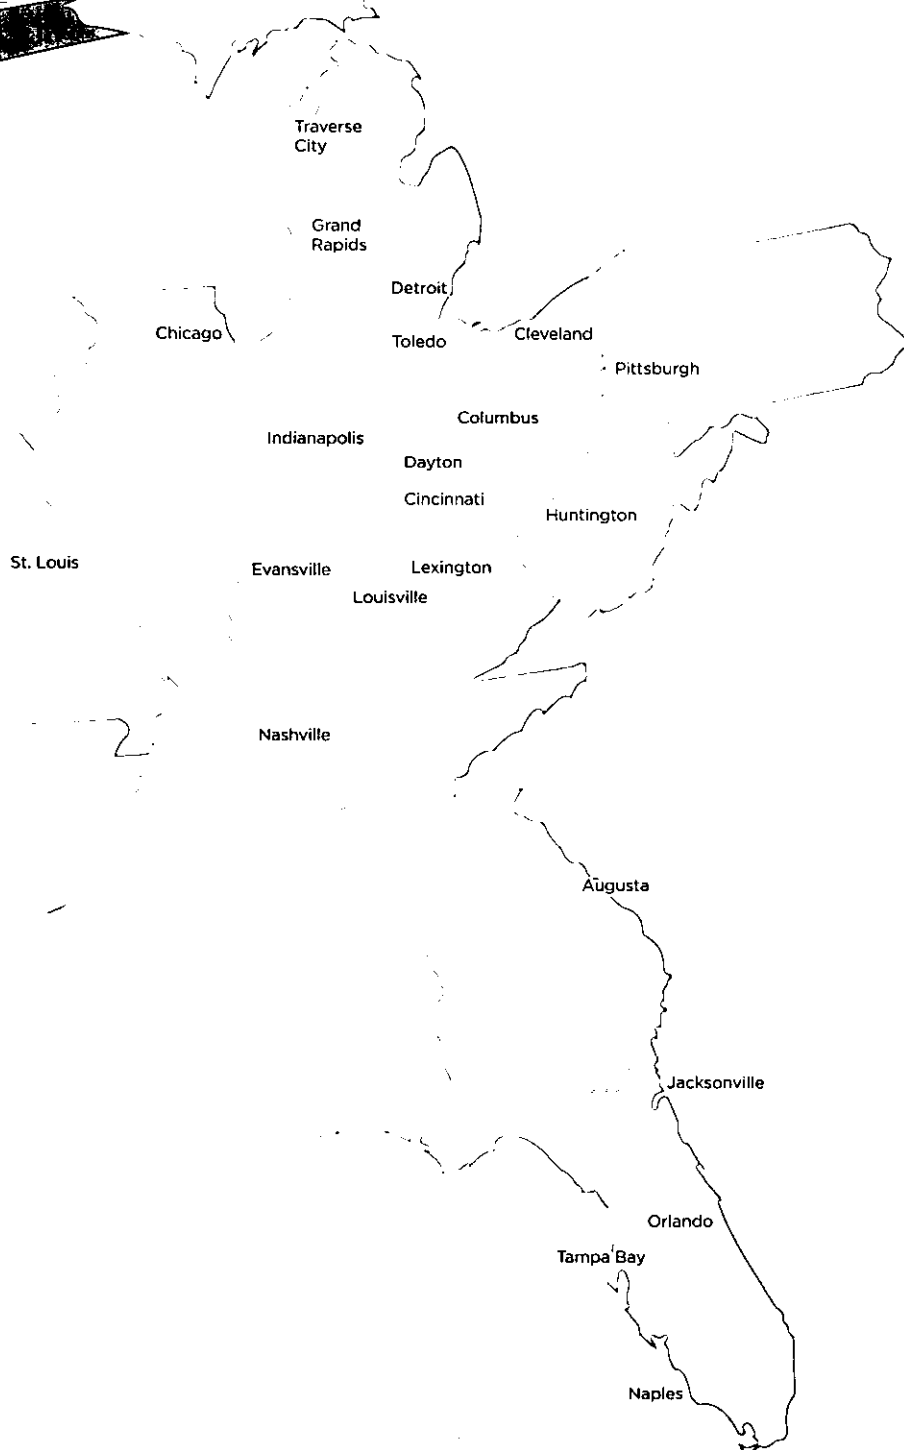 Traverse
City
Grand
Rapids
Detroit
Chicago
Toledo
Cleveland
Pittsburgh
Columbus
Indianapolis
Dayton
Cincinnati
Huntington
St. Louis
Evansville
Lexington
Louisville
Nashville
Augusta
Jacksonville
Orlando
Tampa Bay
Naples